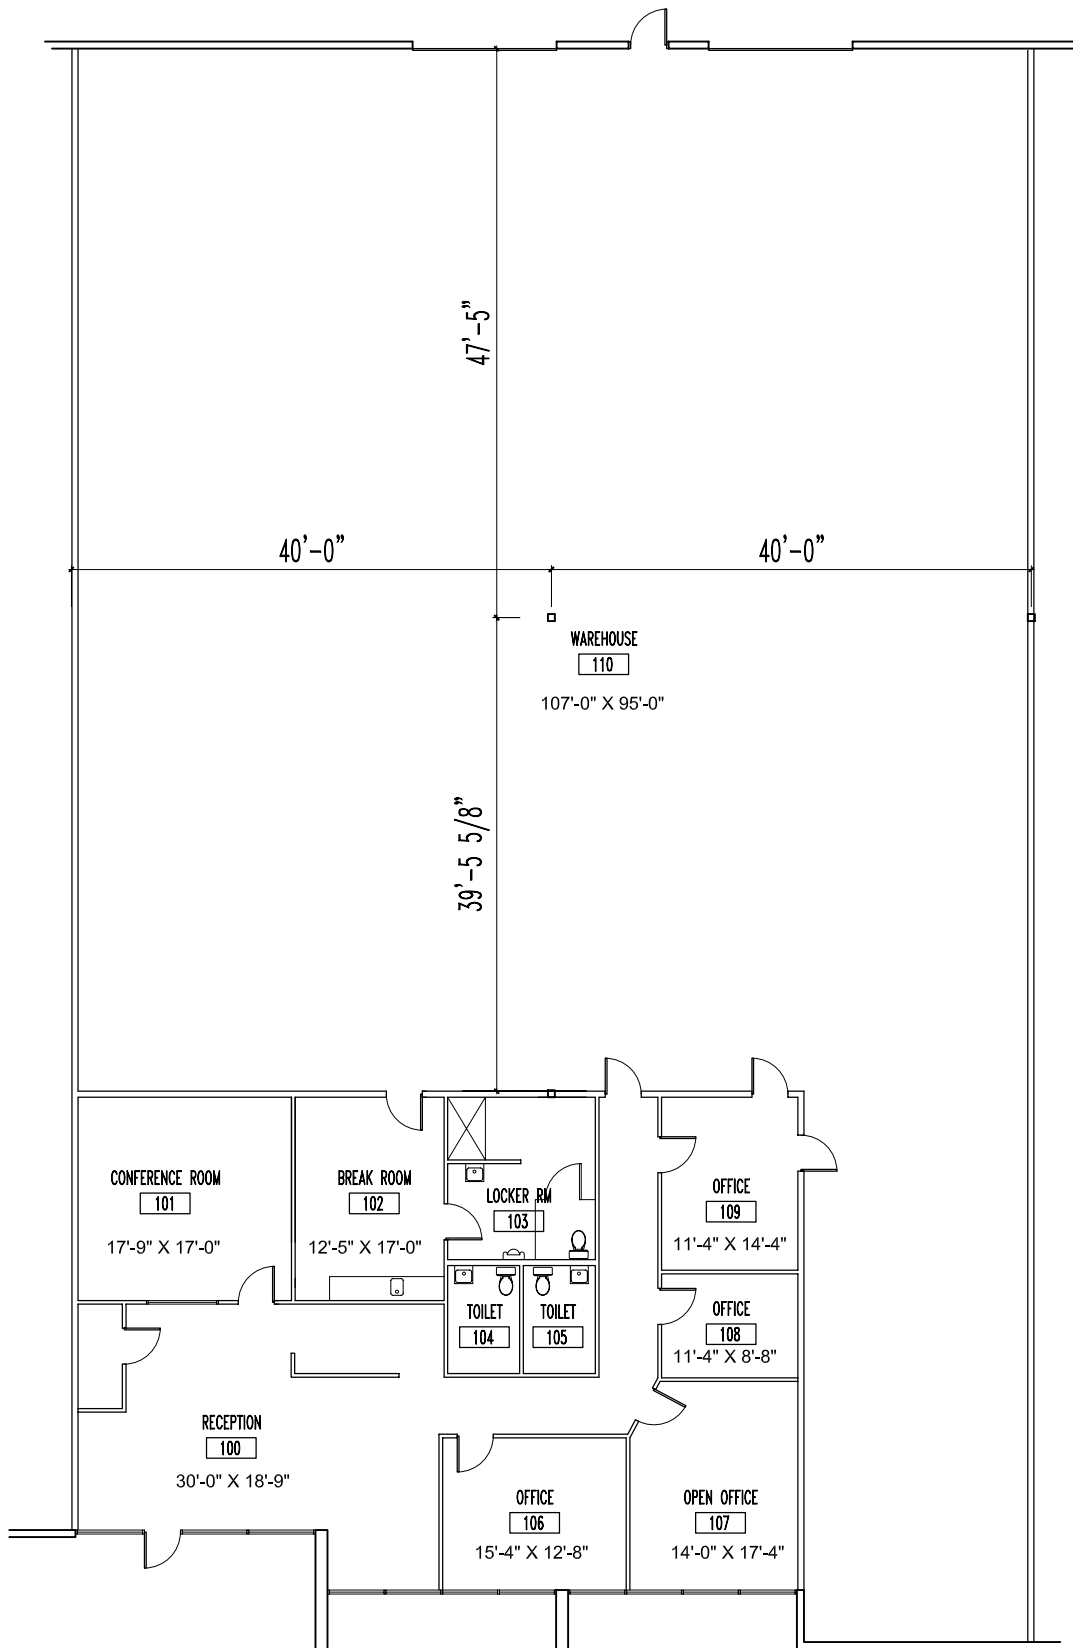 47'-5"
40'-0"
40'-0"
WAREHOUSE
110
107'-0" X 95'-0"
39'-5 5/8"
CONFERENCE ROOM
101
17'-9" X 17'-0"
BREAK ROOM
102
12'-5" X 17'-0"
LOCKER RM
103
OFFICE
109
11'-4" X 14'-4"
TOILET
104
TOILET
105
OFFICE
108
11'-4" X 8'-8"
RECEPTION
100
30'-0" X 18'-9"
OFFICE
106
15'-4" X 12'-8"
OPEN OFFICE
107
14'-0" X 17'-4"